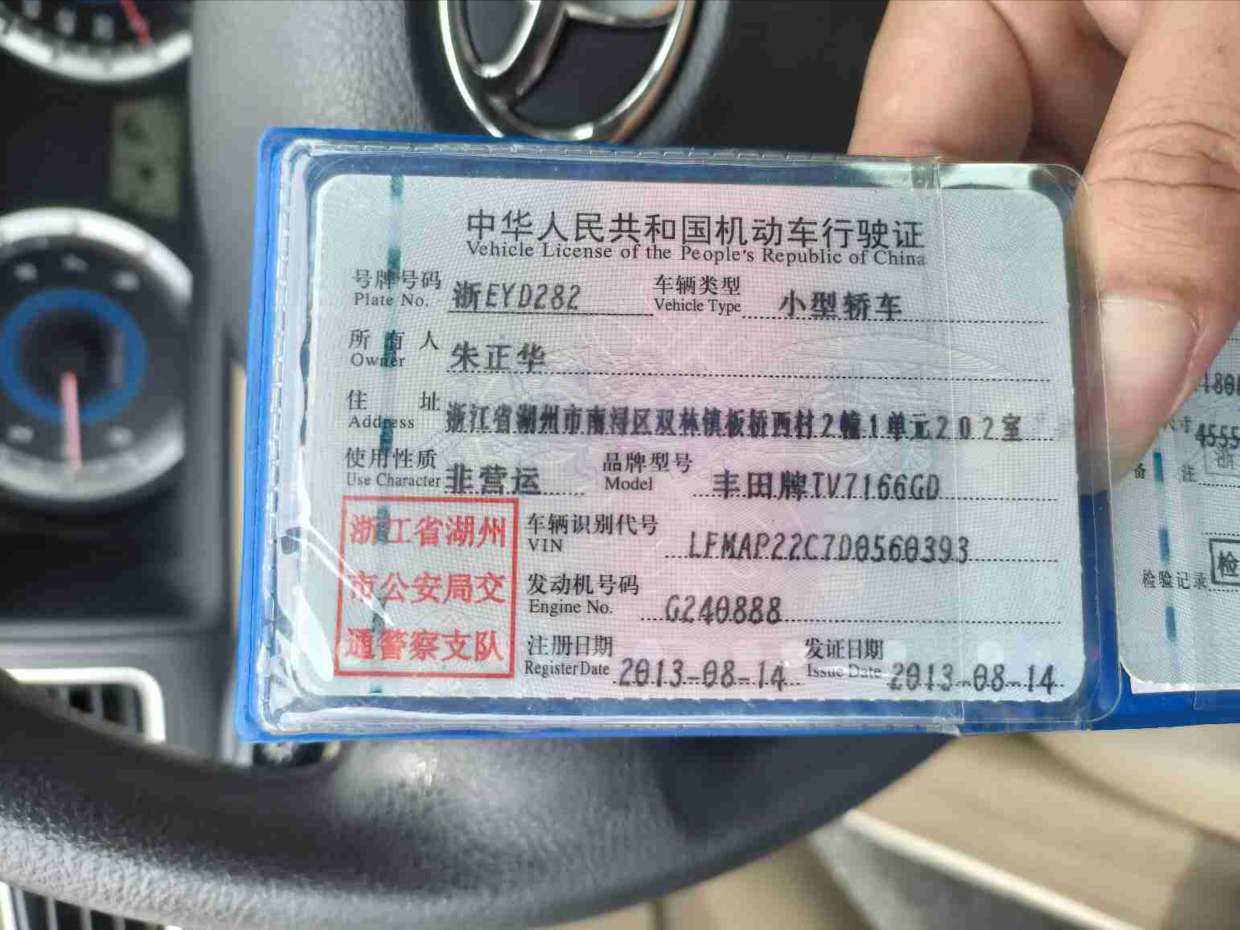 中华人民共和国机动车行驶证
Vehicle License of the People's Republic of China
号牌号码 浙EYD282 车辆类型 小型轿车
Plate No. Vehicle Type
所有人 朱正华
Owner
住址 浙江省湖州市南浔区双林镇板桥西村2幢1单元202室
Address
使用性质 非营运 品牌型号 丰田牌TV7166GD
Use Character Model
浙江省湖州
市公安局交
通警察支队
车辆识别代号 LFMAP22C7D0560393
VIN
发动机号码 G240888
Engine No.
注册日期 2013-08-14 发证日期 2013-08-14
Register Date Issue Date
备注
检验记录